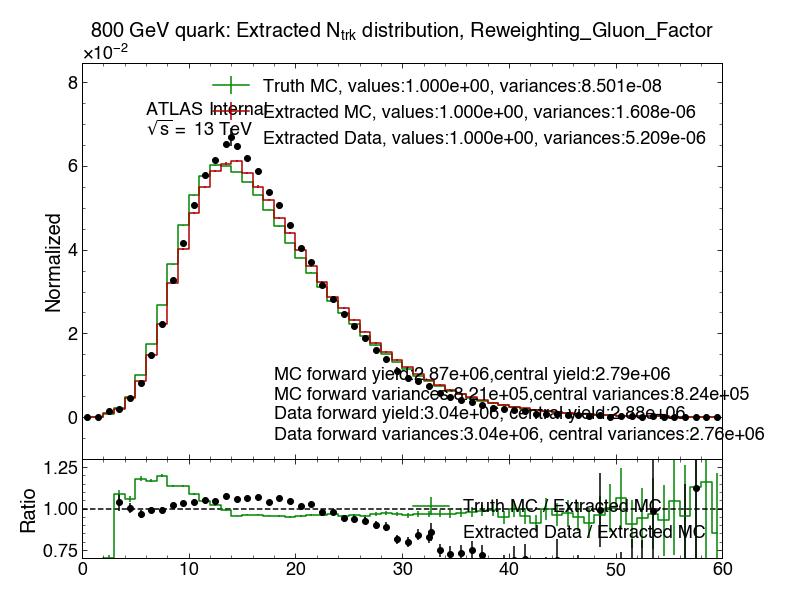 800 GeV quark: Extracted Ntrk distribution, Reweighting_Gluon_Factor
×10−2
Truth MC, values:1.000e+00, variances:8.501e-08
ATLAS Internal
Extracted MC, values:1.000e+00, variances:1.608e-06
√s = 13 TeV
Extracted Data, values:1.000e+00, variances:5.209e-06
8
6
4
2
0
Normalized
MC forward yield:2.87e+06,central yield:2.79e+06
MC forward variances:8.21e+05,central variances:8.24e+05
Data forward yield:3.04e+06, central yield:2.88e+06
Data forward variances:3.04e+06, central variances:2.76e+06
1.25
1.00
0.75
Ratio
Truth MC / Extracted MC
Extracted Data / Extracted MC
0 10 20 30 40 50 60